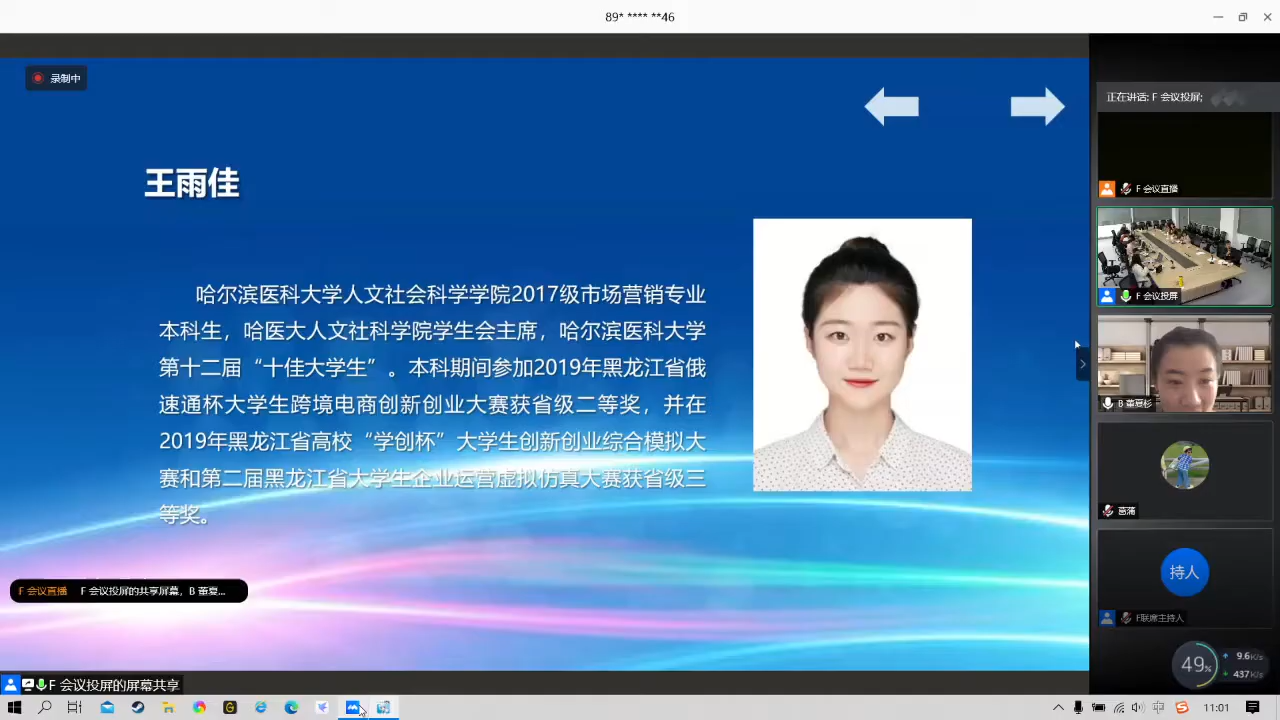 89* **** **46
录制中
正在讲话: F 会议投屏;
王雨佳
哈尔滨医科大学人文社会科学学院2017级市场营销专业
本科生，哈医大人文社科学院学生会主席，哈尔滨医科大学
第十二届“十佳大学生”。本科期间参加2019年黑龙江省俄
速通杯大学生跨境电商创新创业大赛获省级二等奖，并在
2019年黑龙江省高校“学创杯”大学生创新创业综合模拟大
赛和第二届黑龙江省大学生企业运营虚拟仿真大赛获省级三
等奖。
F 会议直播
F 会议投屏
B 董夏杉
菖蒲
持人
F联席主持人
F 会议直播 F 会议投屏的共享屏幕，B 董夏...
F 会议投屏的屏幕共享
49%
9.6K/s
437K/s
中
11:01